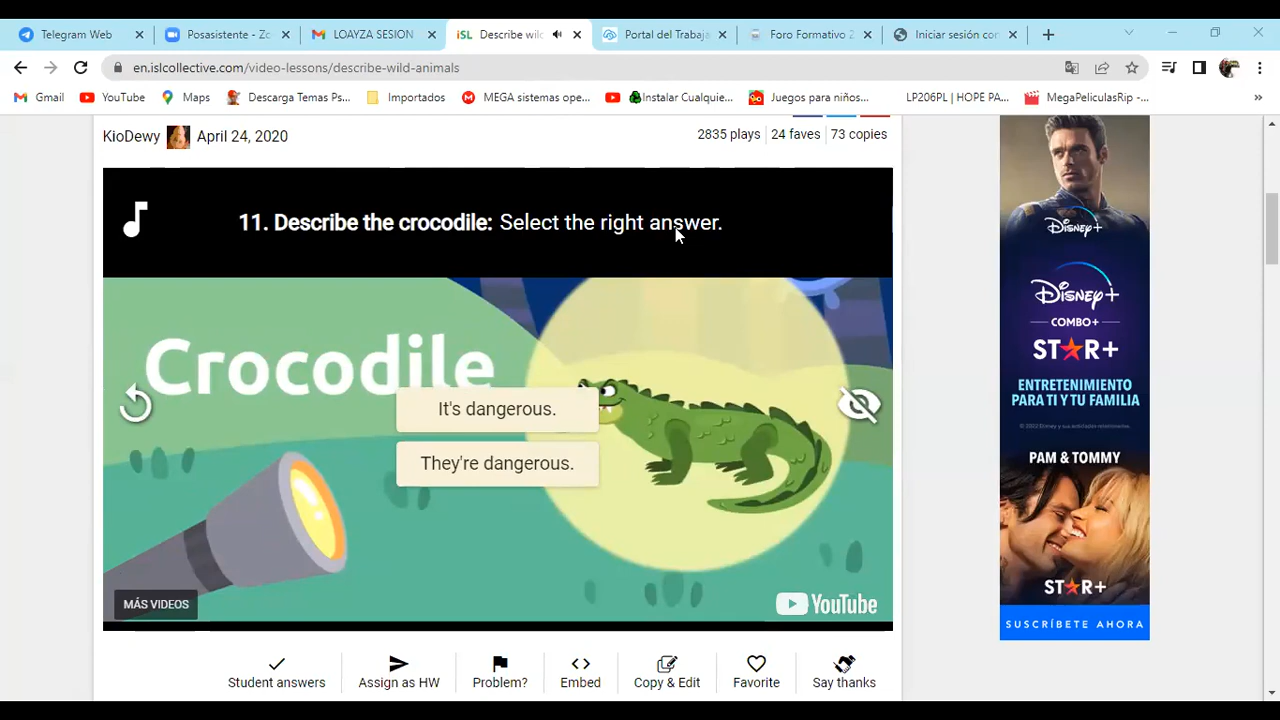 Telegram Web
Posasistente - Zc
LOAYZA SESION
iSL Describe wil
Portal del Trabaja
Foro Formativo 2
Iniciar sesión con
en.islcollective.com/video-lessons/describe-wild-animals
Gmail
YouTube
Maps
Descarga Temas Ps...
Importados
MEGA sistemas ope...
Instalar Cualquie...
Juegos para niños...
LP206PL | HOPE PA...
MegaPeliculasRip -...
»
KioDewy
April 24, 2020
2835 plays
24 faves
73 copies
11. Describe the crocodile: Select the right answer.
Crocodile
It's dangerous.
They're dangerous.
MÁS VIDEOS
YouTube
Student answers
Assign as HW
Problem?
Embed
Copy & Edit
Favorite
Say thanks
Disney+
Disney+
COMBO+
STAR+
ENTRETENIMIENTO
PARA TI Y TU FAMILIA
PAM & TOMMY
STAR+
SUSCRÍBETE AHORA